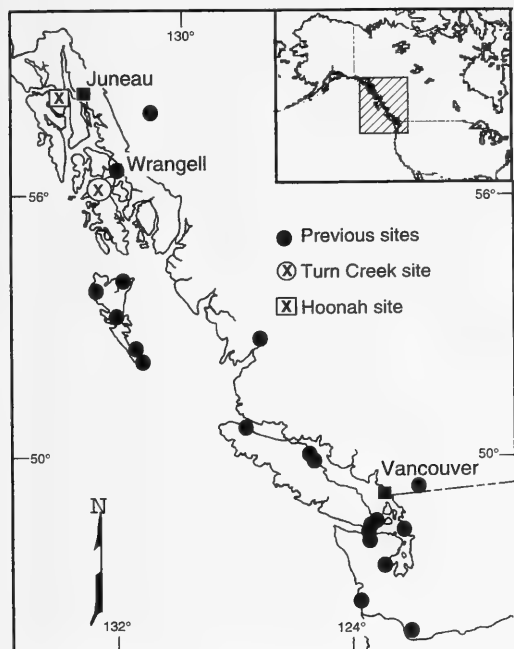 130°
Juneau
Wrangell
56°
56°
Previous sites
Turn Creek site
Hoonah site
50°
50°
Vancouver
N
132°
124°